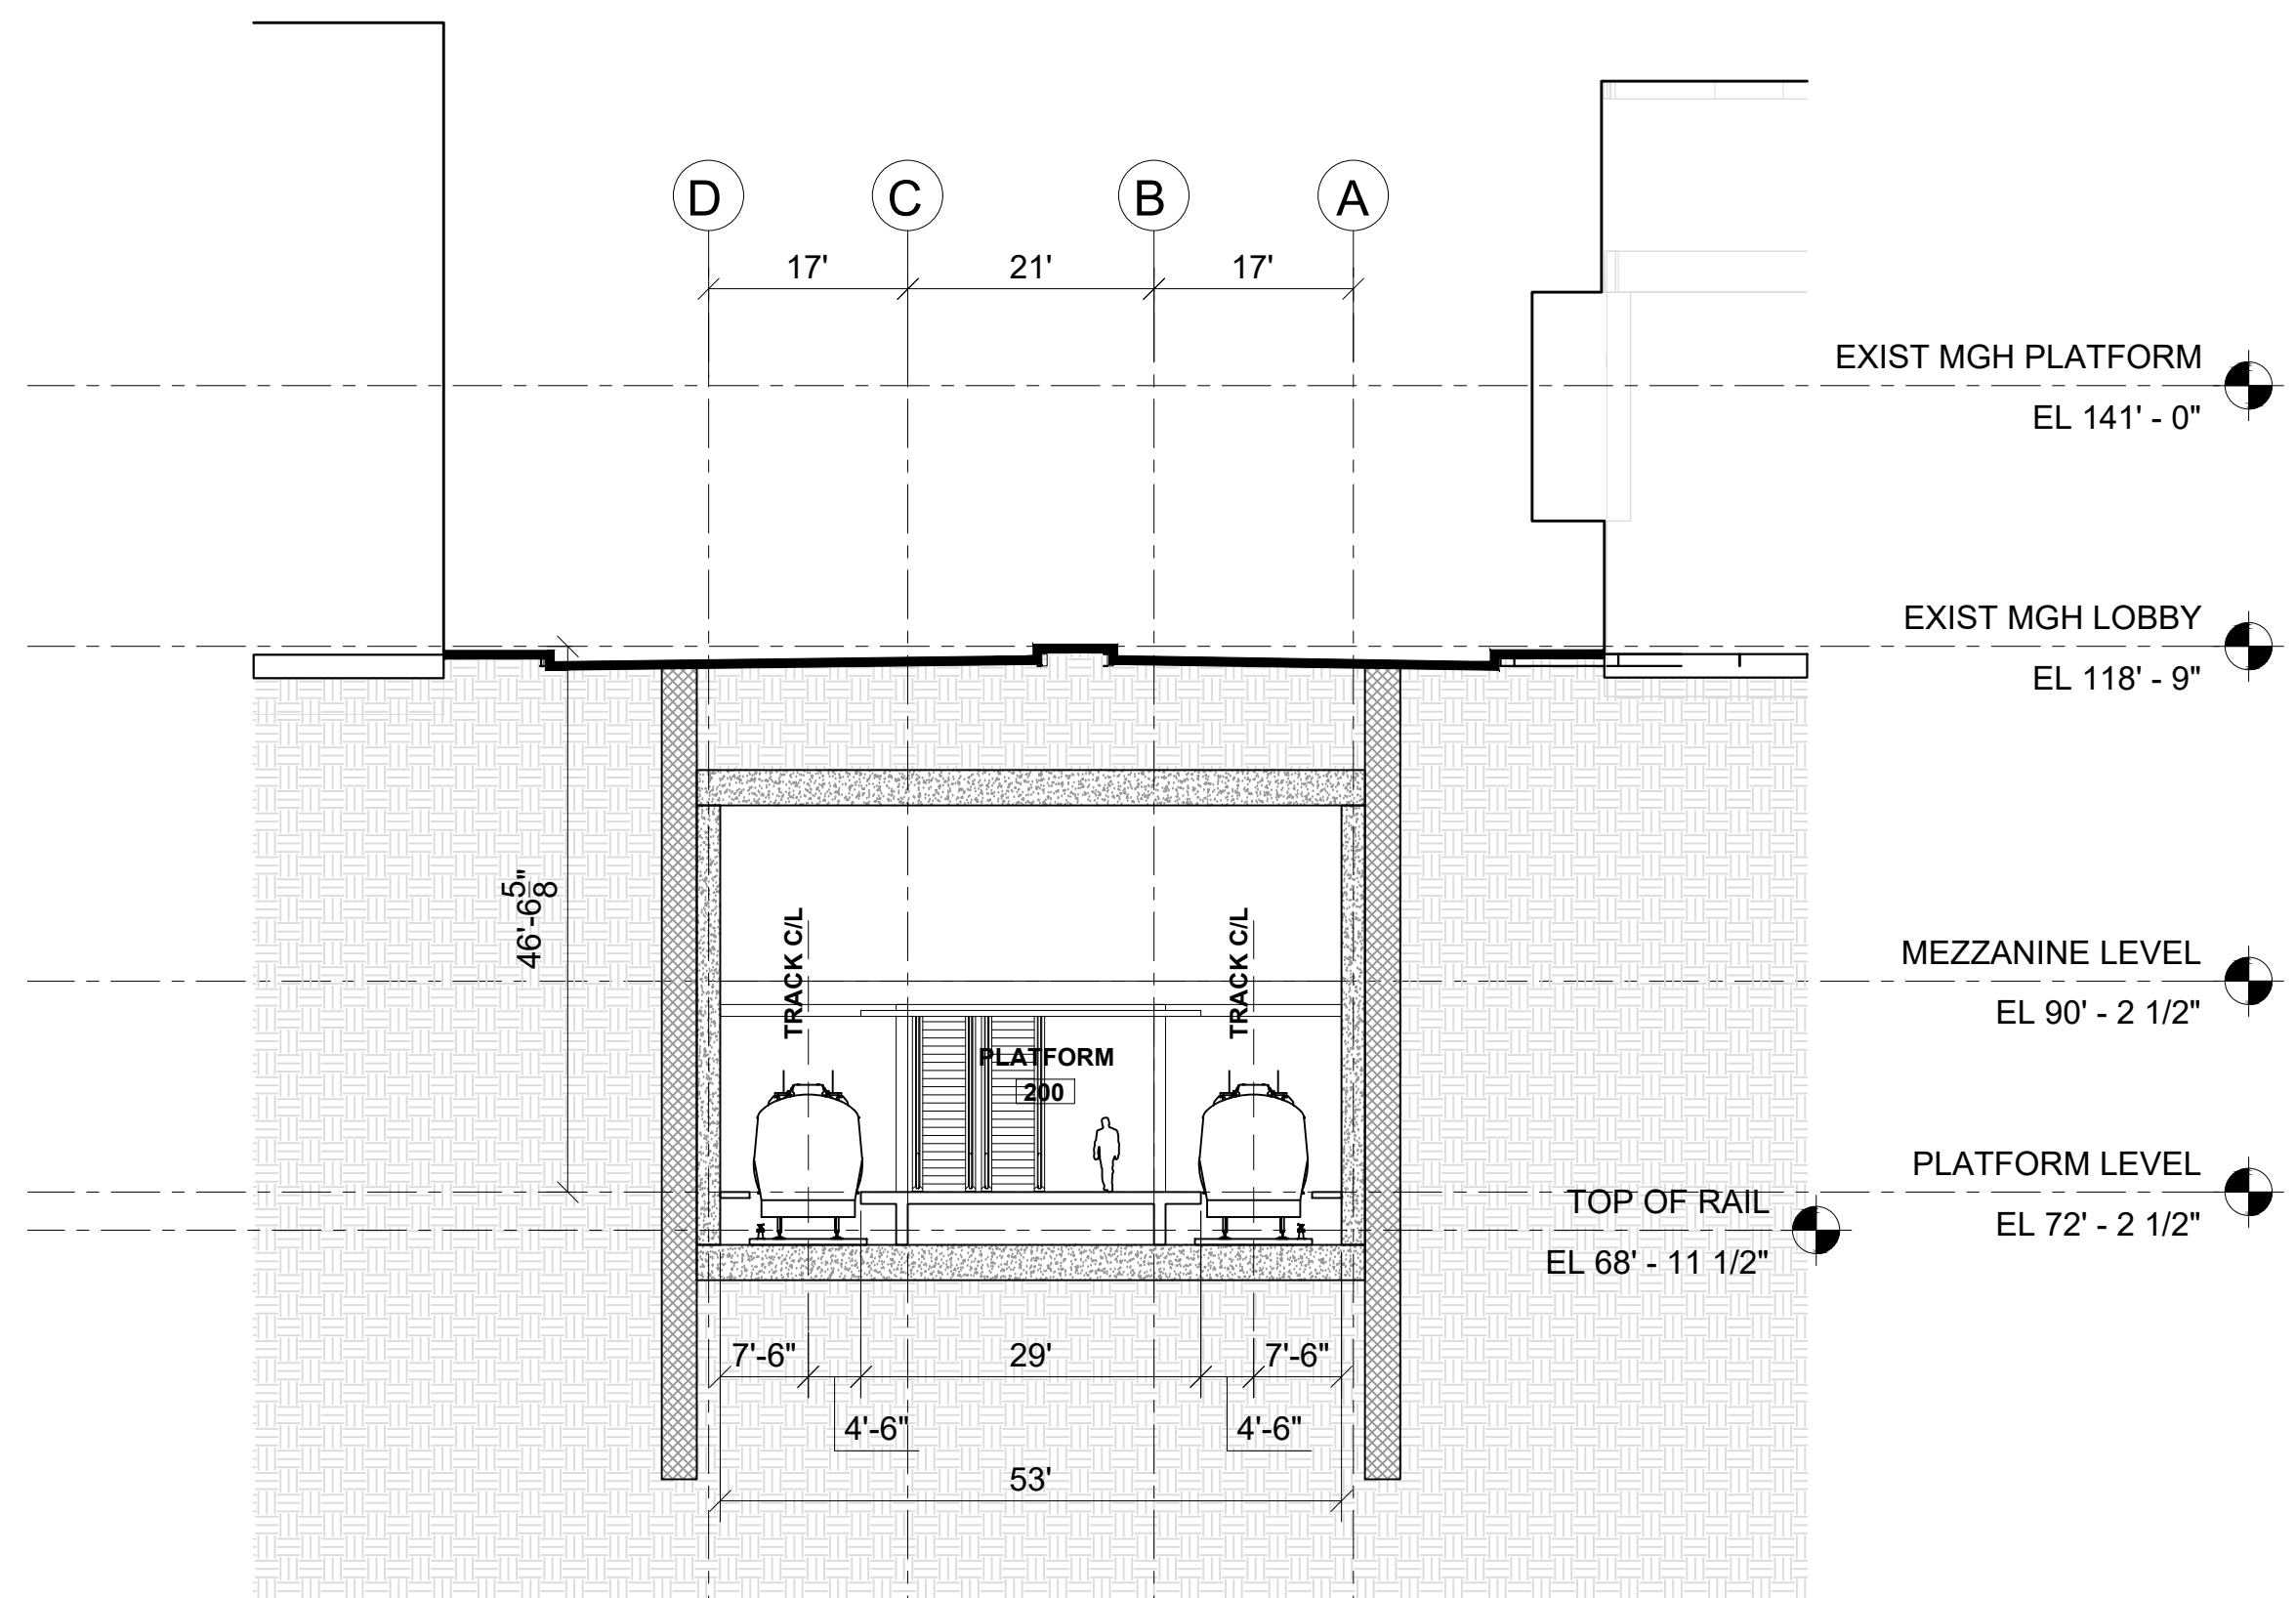 D C B A
17' 21' 17'
EXIST MGH PLATFORM
EL 141' - 0"
EXIST MGH LOBBY
EL 118' - 9"
46'-6 5/8"
TRACK C/L
TRACK C/L
MEZZANINE LEVEL
EL 90' - 2 1/2"
PLATFORM
200
PLATFORM LEVEL
EL 72' - 2 1/2"
TOP OF RAIL
EL 68' - 11 1/2"
7'-6" 29' 7'-6"
4'-6" 4'-6"
53'